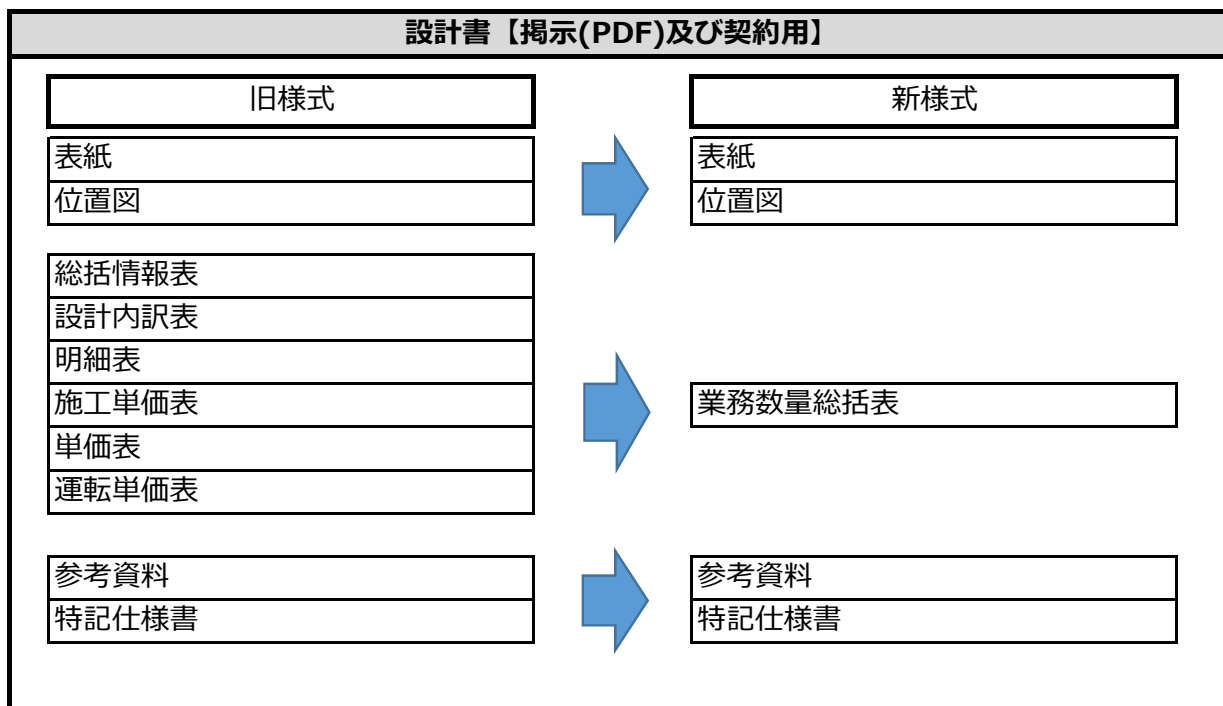 設計書【掲示(PDF)及び契約用】
旧様式
新様式
表紙
表紙
位置図
位置図
総括情報表
設計内訳表
明細表
施工単価表
業務数量総括表
単価表
運転単価表
参考資料
参考資料
特記仕様書
特記仕様書